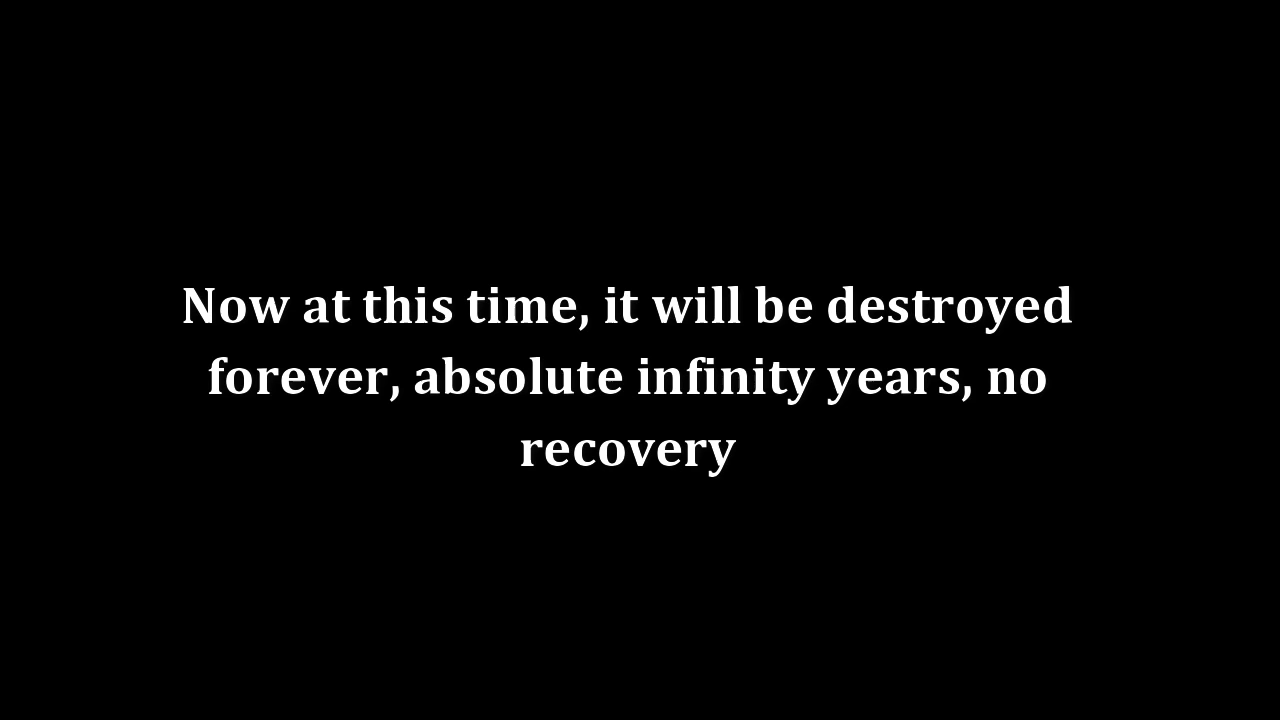 Now at this time, it will be destroyed
forever, absolute infinity years, no
recovery